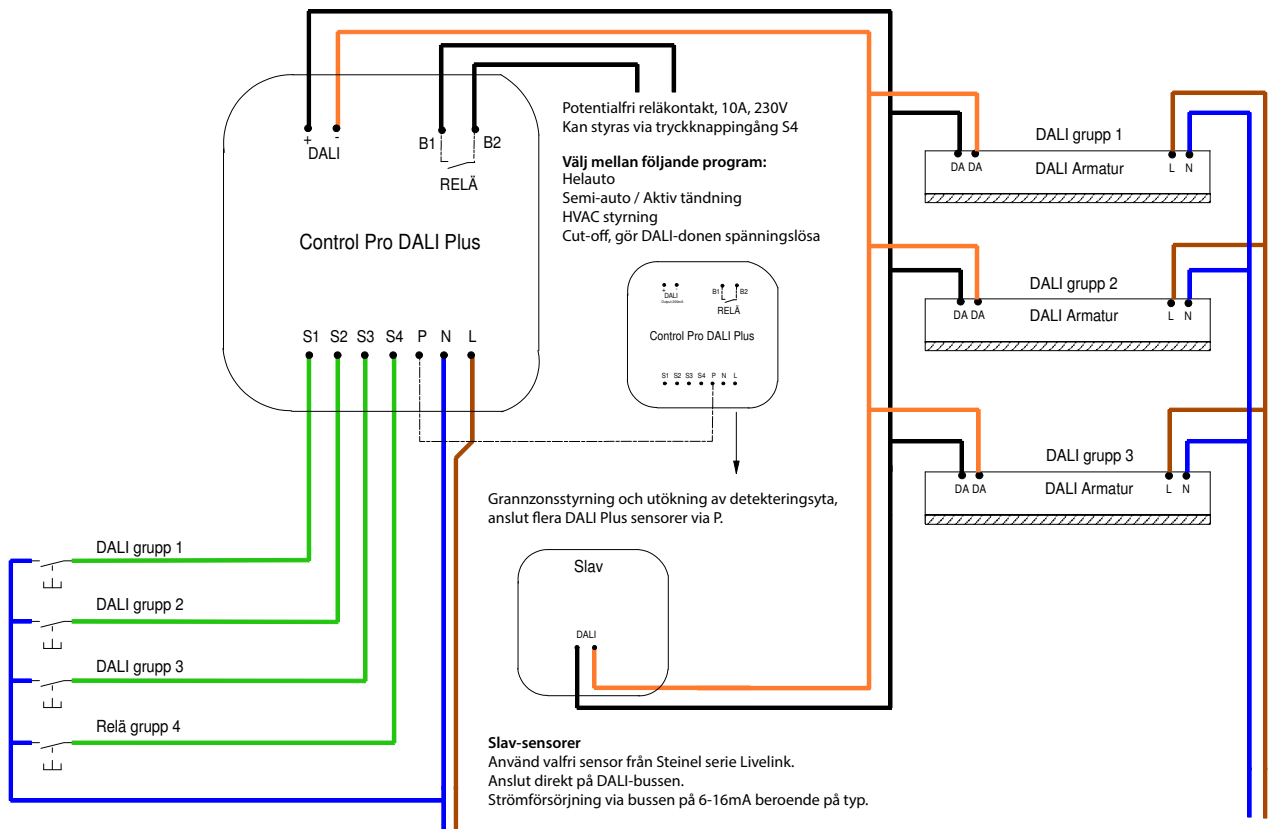 + -
DALI
B1 B2
RELÄ
Control Pro DALI Plus
S1 S2 S3 S4 P N L
Potentialfri reläkontakt, 10A, 230V
Kan styras via tryckknappingång S4
Välj mellan följande program:
Helauto
Semi-auto / Aktiv tändning
HVAC styrning
Cut-off, gör DALI-donen spänningslösa
+ -
DALI
B1 B2
RELÄ
Control Pro DALI Plus
S1 S2 S3 S4 P N L
Grannzonsstyrning och utökning av detekteringsyta,
anslut flera DALI Plus sensorer via P.
DALI grupp 1
DA DA DALI Armatur L N
DALI grupp 2
DA DA DALI Armatur L N
DALI grupp 3
DA DA DALI Armatur L N
DALI grupp 1
DALI grupp 2
DALI grupp 3
Relä grupp 4
Slav
DALI
Slav-sensorer
Använd valfri sensor från Steinel serie Livelink.
Anslut direkt på DALI-bussen.
Strömförsörjning via bussen på 6-16mA beroende på typ.